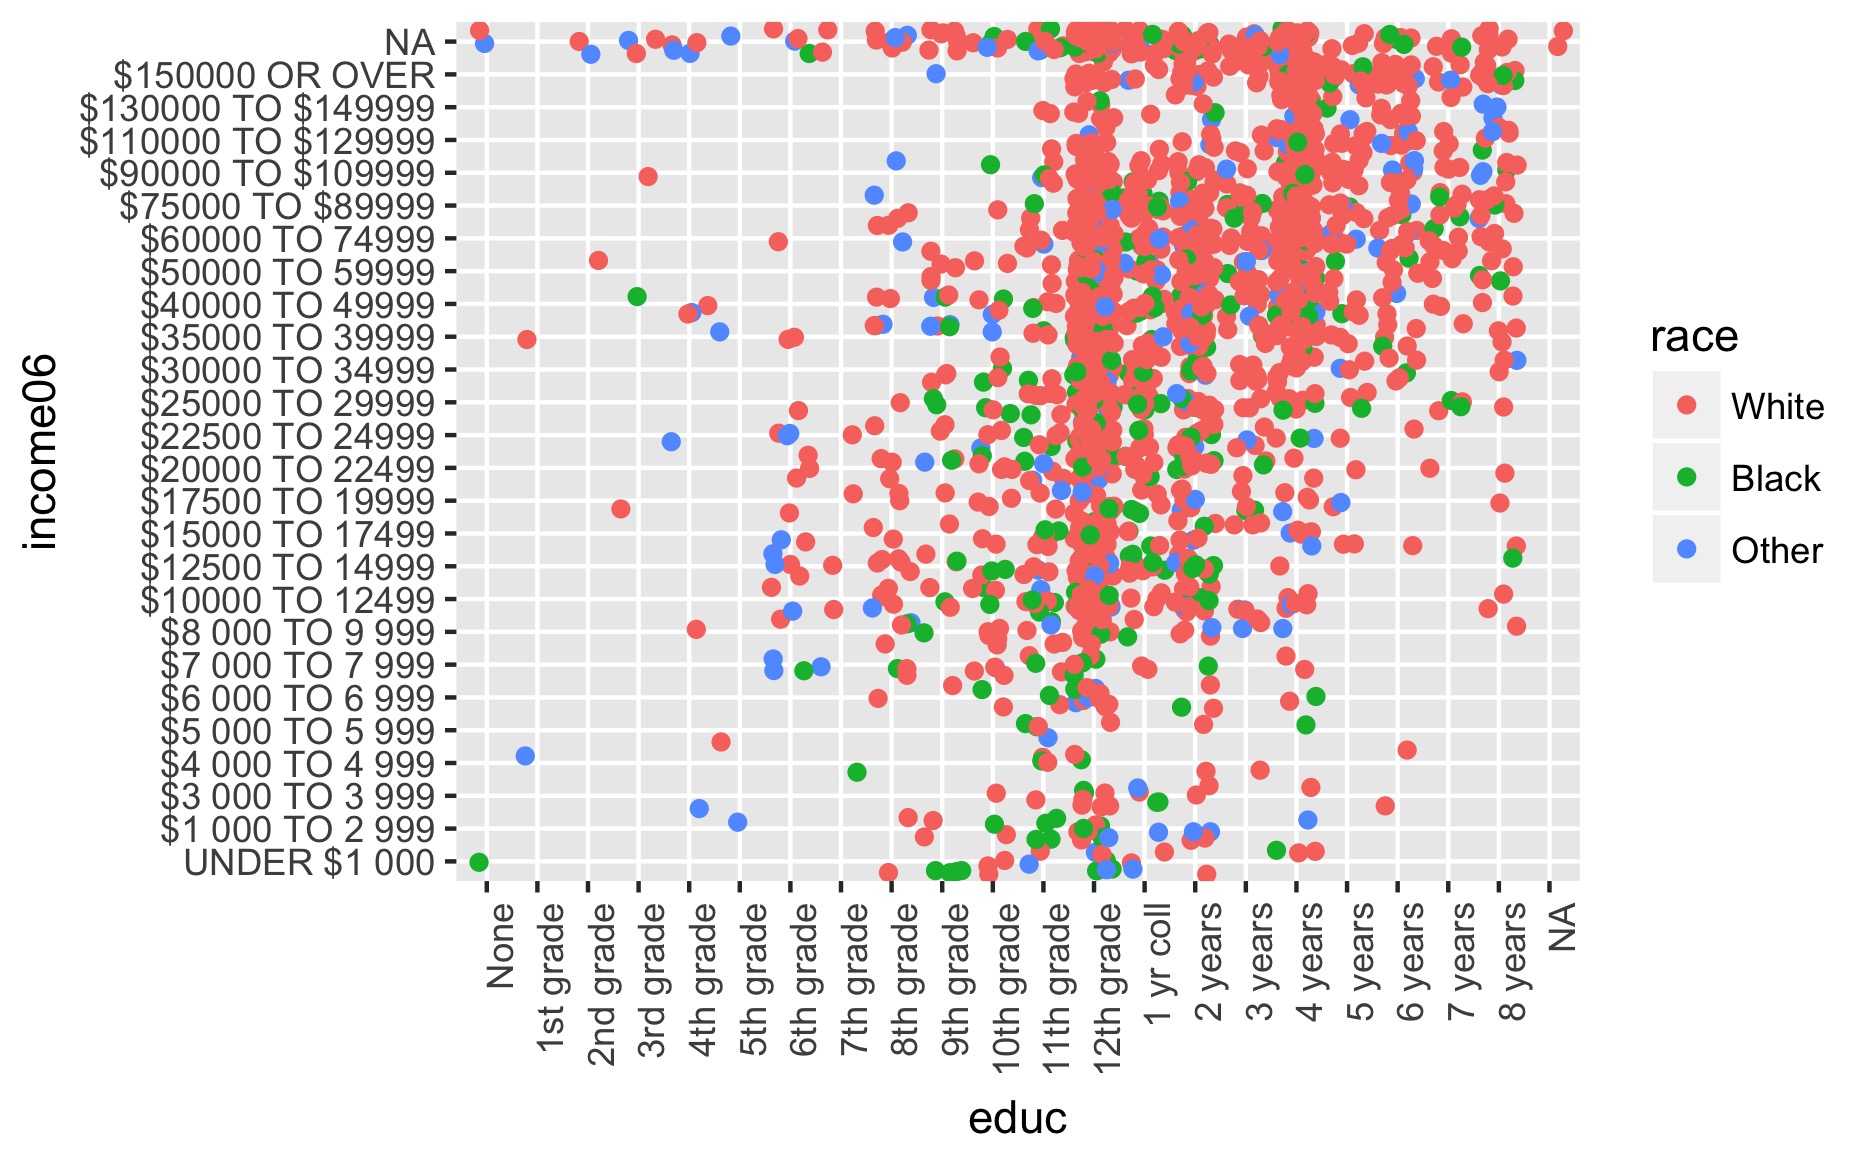 NA
$150000 OR OVER
$130000 TO $149999
$110000 TO $129999
$90000 TO $109999
$75000 TO $89999
$60000 TO 74999
$50000 TO 59999
$40000 TO 49999
$35000 TO 39999
$30000 TO 34999
$25000 TO 29999
$22500 TO 24999
$20000 TO 22499
$17500 TO 19999
$15000 TO 17499
$12500 TO 14999
$10000 TO 12499
$8 000 TO 9 999
$7 000 TO 7 999
$6 000 TO 6 999
$5 000 TO 5 999
$4 000 TO 4 999
$3 000 TO 3 999
$1 000 TO 2 999
UNDER $1 000
income06
None
1st grade
2nd grade
3rd grade
4th grade
5th grade
6th grade
7th grade
8th grade
9th grade
10th grade
11th grade
12th grade
1 yr coll
2 years
3 years
4 years
5 years
6 years
7 years
8 years
NA
educ
race
White
Black
Other